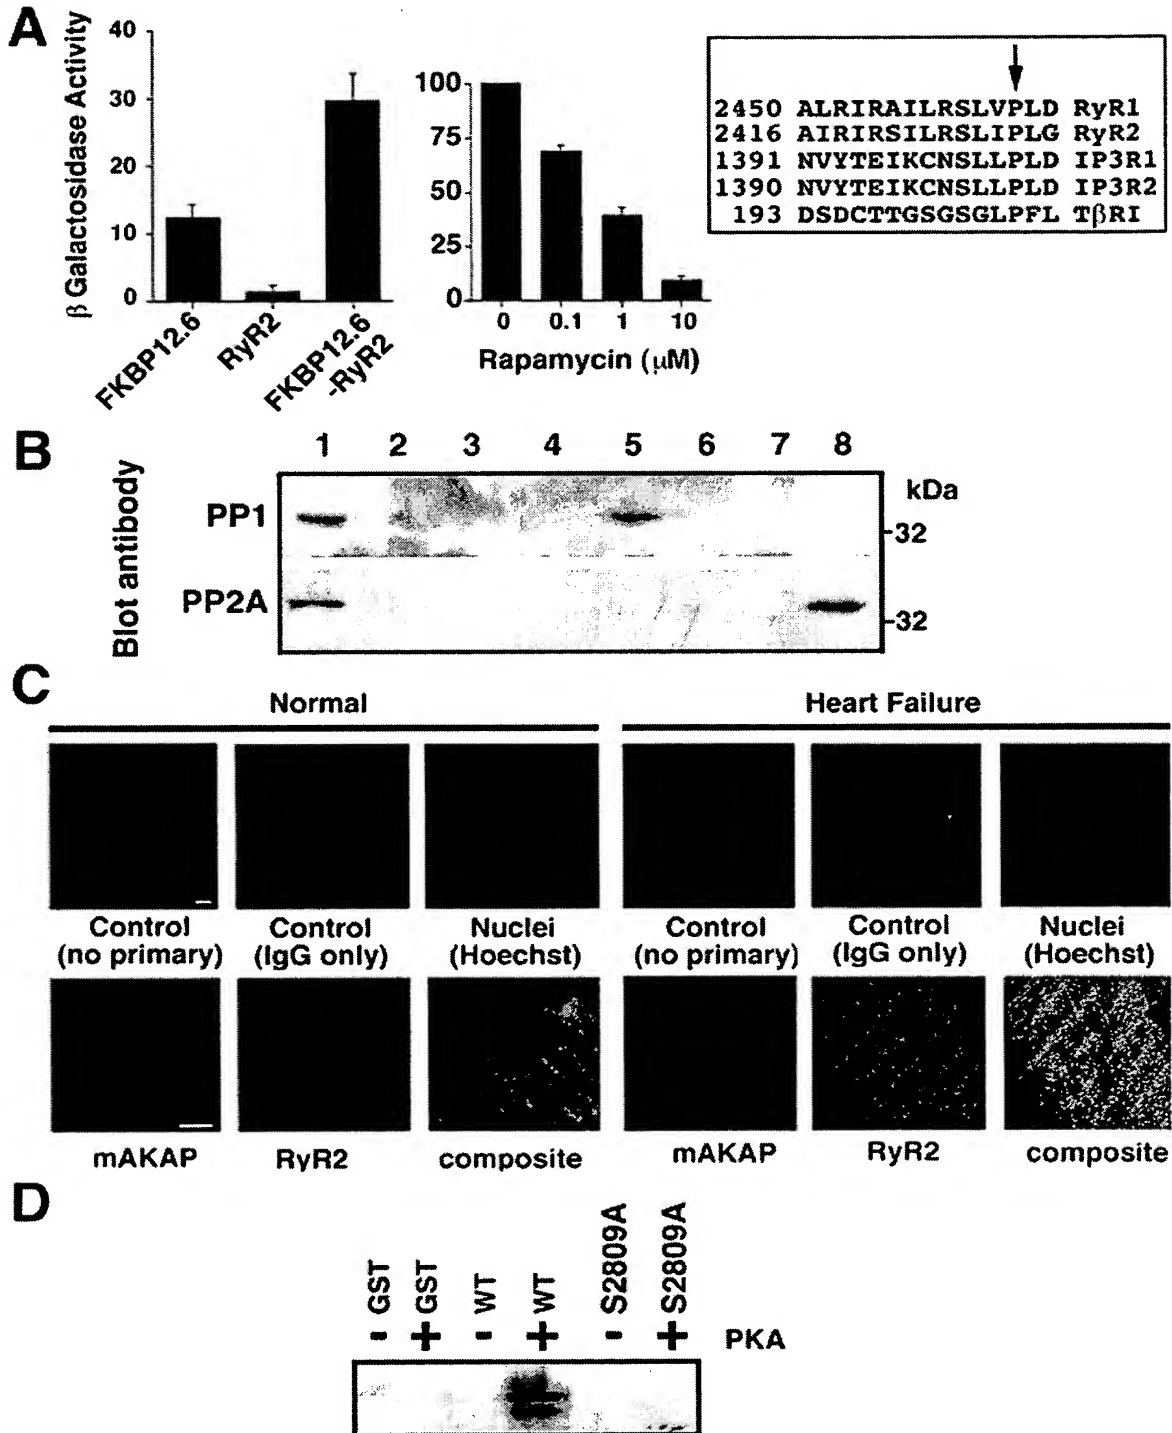 A
β Galactosidase Activity
40
30
20
10
0
FKBP12.6
RyR2
FKBP12.6
-RyR2
100
75
50
25
0
0 0.1 1 10
Rapamycin (μM)
2450 ALRIRAILRSLVPLD RyR1
2416 AIRIRSILRSLIPLG RyR2
1391 NVYTEIKCNSLLPLD IP3R1
1390 NVYTEIKCNSLLPLD IP3R2
193 DSDCTTGSGSGLPFL TβRI
B
Blot antibody
1 2 3 4 5 6 7 8
PP1
PP2A
kDa
-32
-32
C
Normal
Heart Failure
Control
(no primary)
Control
(IgG only)
Nuclei
(Hoechst)
Control
(no primary)
Control
(IgG only)
Nuclei
(Hoechst)
mAKAP
RyR2
composite
mAKAP
RyR2
composite
D
GST
GST
WT
WT
S2809A
S2809A
- + - + - + PKA